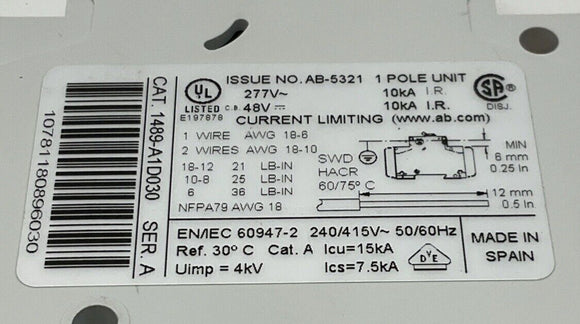 CAT. 1489-A1D030 SER. A
10781180896030
UL
LISTED C.B.
E197878
ISSUE NO. AB-5321 1 POLE UNIT
277V~ 10kA I.R.
48V⎓ 10kA I.R.
CURRENT LIMITING (www.ab.com)
SA
DISJ.
1 WIRE AWG 18-6
2 WIRES AWG 18-10
18-12 21 LB-IN
10-8 25 LB-IN
6 36 LB-IN
NFPA79 AWG 18
SWD
HACR
60/75° C
MIN
6 mm
0.25 In
12 mm
0.5 In
EN/IEC 60947-2 240/415V~ 50/60Hz
Ref. 30° C Cat. A Icu=15kA
Uimp = 4kV Ics=7.5kA
DVE
MADE IN
SPAIN